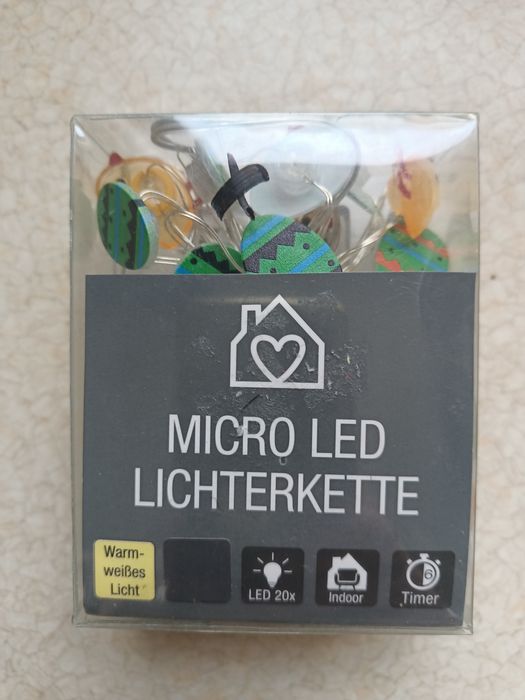 MICRO LED
LICHTERKETTE
Warm-
weißes
Licht
LED 20x
Indoor
6
Timer